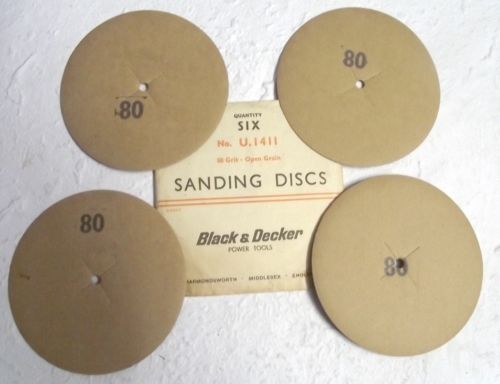 80
80
QUANTITY
SIX
No. U.1411
80 Grit - Open Grain
SANDING DISCS
Black & Decker
POWER TOOLS
HARMONDSWORTH · MIDDLESEX ·
80
80